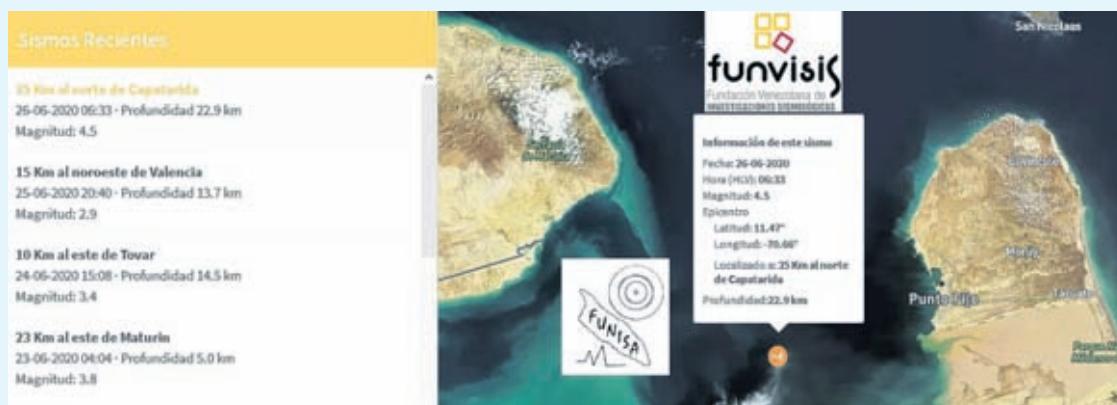 Sismos Recientes
35 Km al norte de Capatarida
26-06-2020 06:33 · Profundidad 22.9 km
Magnitud: 4.5
15 Km al noroeste de Valencia
25-06-2020 20:40 · Profundidad 13.7 km
Magnitud: 2.9
10 Km al este de Tovar
24-06-2020 15:08 · Profundidad 14.5 km
Magnitud: 3.4
23 Km al este de Maturín
23-06-2020 04:04 · Profundidad 5.0 km
Magnitud: 3.8
funvisis
Fundación Venezolana de
INVESTIGACIONES SISMOLÓGICAS
Información de este sismo
Fecha: 26-06-2020
Hora (HLV): 06:33
Magnitud: 4.5
Epicentro
Latitud: 11.47°
Longitud: -70.66°
Localizado a: 35 Km al norte
de Capatarida
Profundidad: 22.9 km
FUNISA
San Nicolaas
Moruy
Punto Fijo